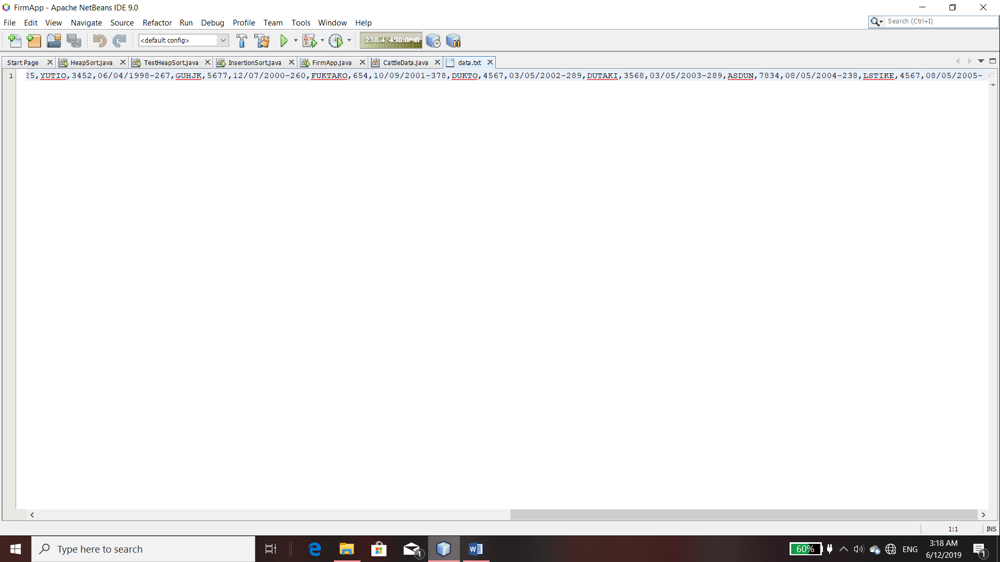 FirmApp - Apache NetBeans IDE 9.0
File Edit View Navigate Source Refactor Run Debug Profile Team Tools Window Help
Search (Ctrl+I)
<default config>
238.4/450.0MB
Start Page HeapSort.java TestHeapSort.java InsertionSort.java FirmApp.java CattleData.java data.txt
1 25,YUTIO,3452,06/04/1998-267,GUHJK,5677,12/07/2000-260,FUKTAKO,654,10/09/2001-378,DUKTO,4567,03/05/2002-289,DUTAKI,3568,03/05/2003-289,ASDUN,7834,08/05/2004-238,LSTIKE,4567,08/05/2005-
1:1 INS
Type here to search
1
60% ENG
3:18 AM
6/12/2019
1